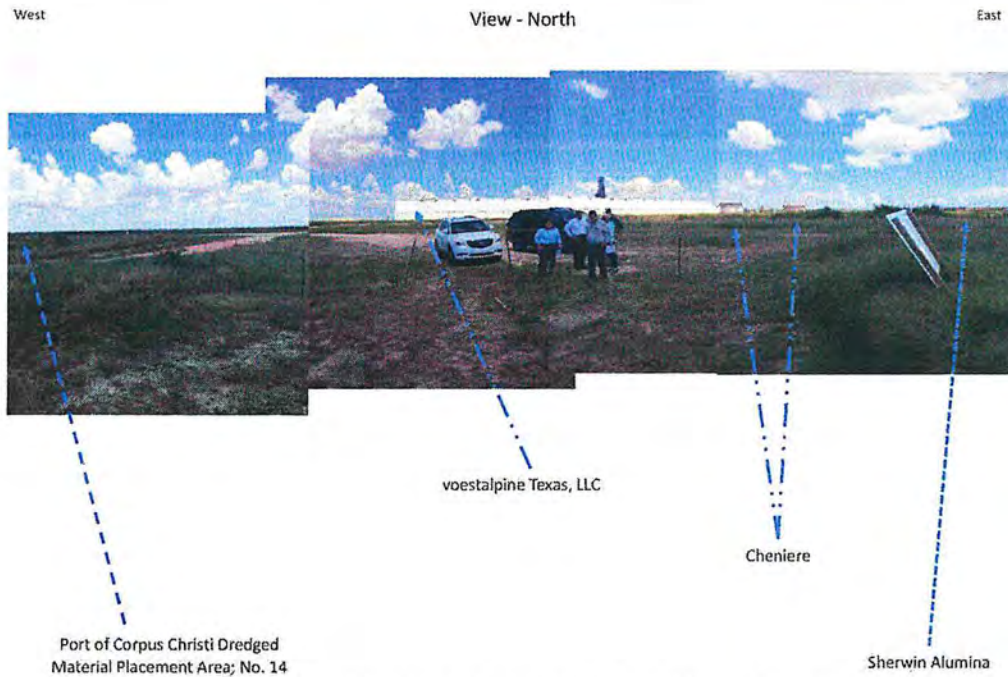 West
View - North
East
voestalpine Texas, LLC
Cheniere
Port of Corpus Christi Dredged
Material Placement Area; No. 14
Sherwin Alumina